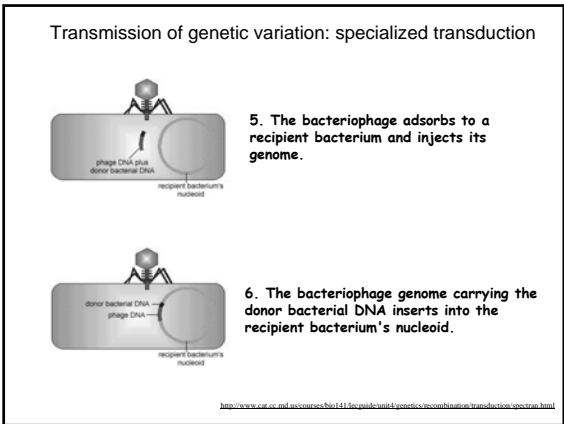 Transmission of genetic variation: specialized transduction
5. The bacteriophage adsorbs to a
recipient bacterium and injects its
genome.
phage DNA plus
donor bacterial DNA
recipient bacterium's
nucleoid
6. The bacteriophage genome carrying the
donor bacterial DNA inserts into the
recipient bacterium's nucleoid.
donor bacterial DNA
phage DNA
recipient bacterium's
nucleoid
http://www.cat.cc.md.us/courses/bio141/lecguide/unit4/genetics/recombination/transduction/spectran.html